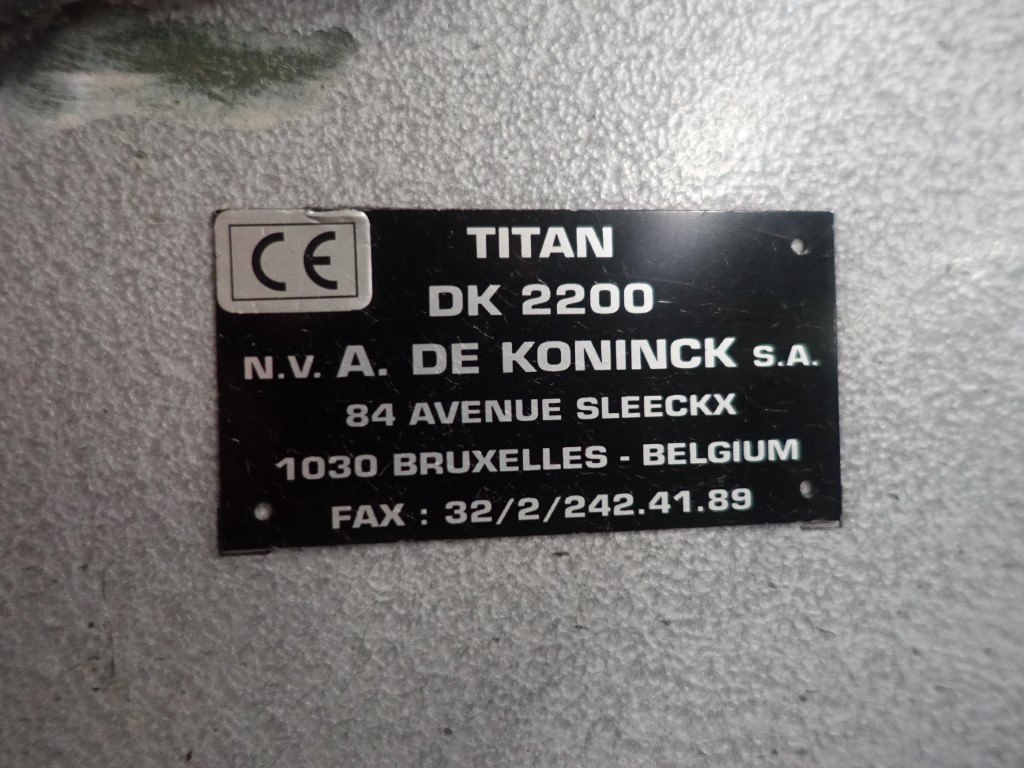 CE
TITAN
DK 2200
N.V. A. DE KONINCK S.A.
84 AVENUE SLEECKX
1030 BRUXELLES - BELGIUM
FAX : 32/2/242.41.89